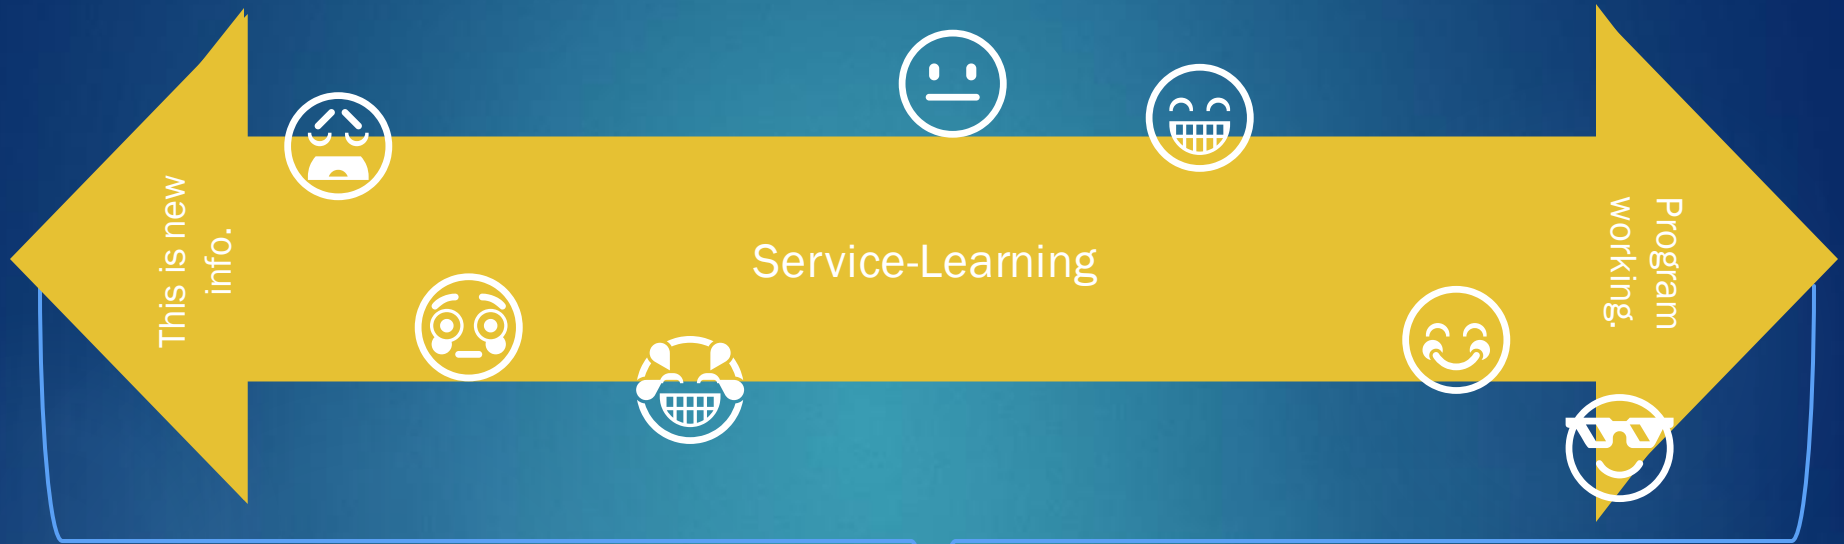 This is new
info.
Service-Learning
Program
working.